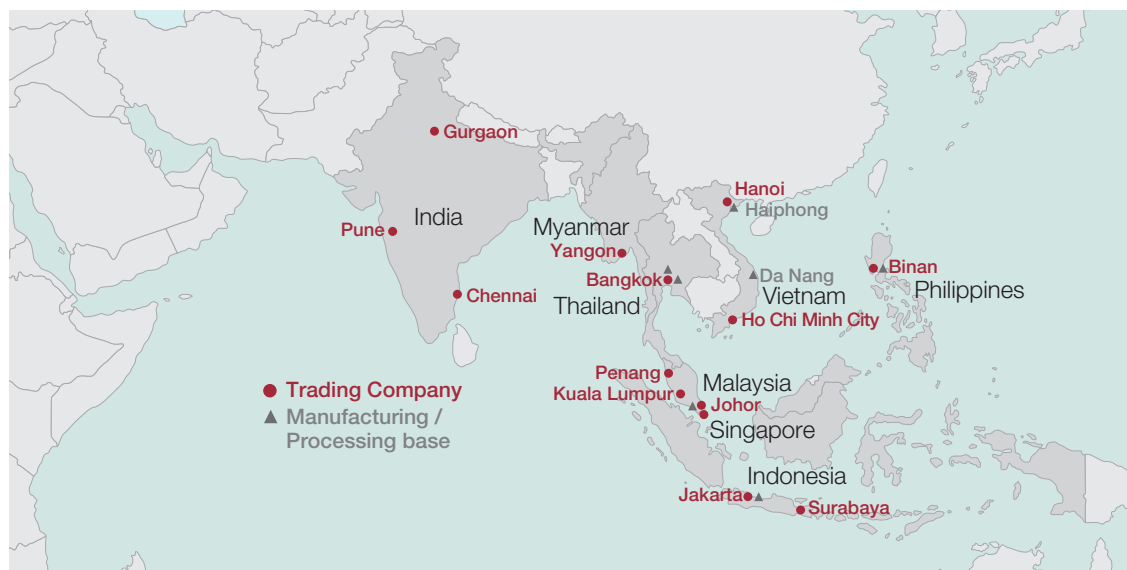 Gurgaon
Hanoi
Haiphong
India
Pune
Myanmar
Yangon
Binan
Bangkok
Da Nang
Philippines
Chennai
Thailand
Vietnam
Ho Chi Minh City
Penang
Malaysia
Trading Company
Kuala Lumpur
Johor
Manufacturing /
Processing base
Singapore
Indonesia
Jakarta
Surabaya